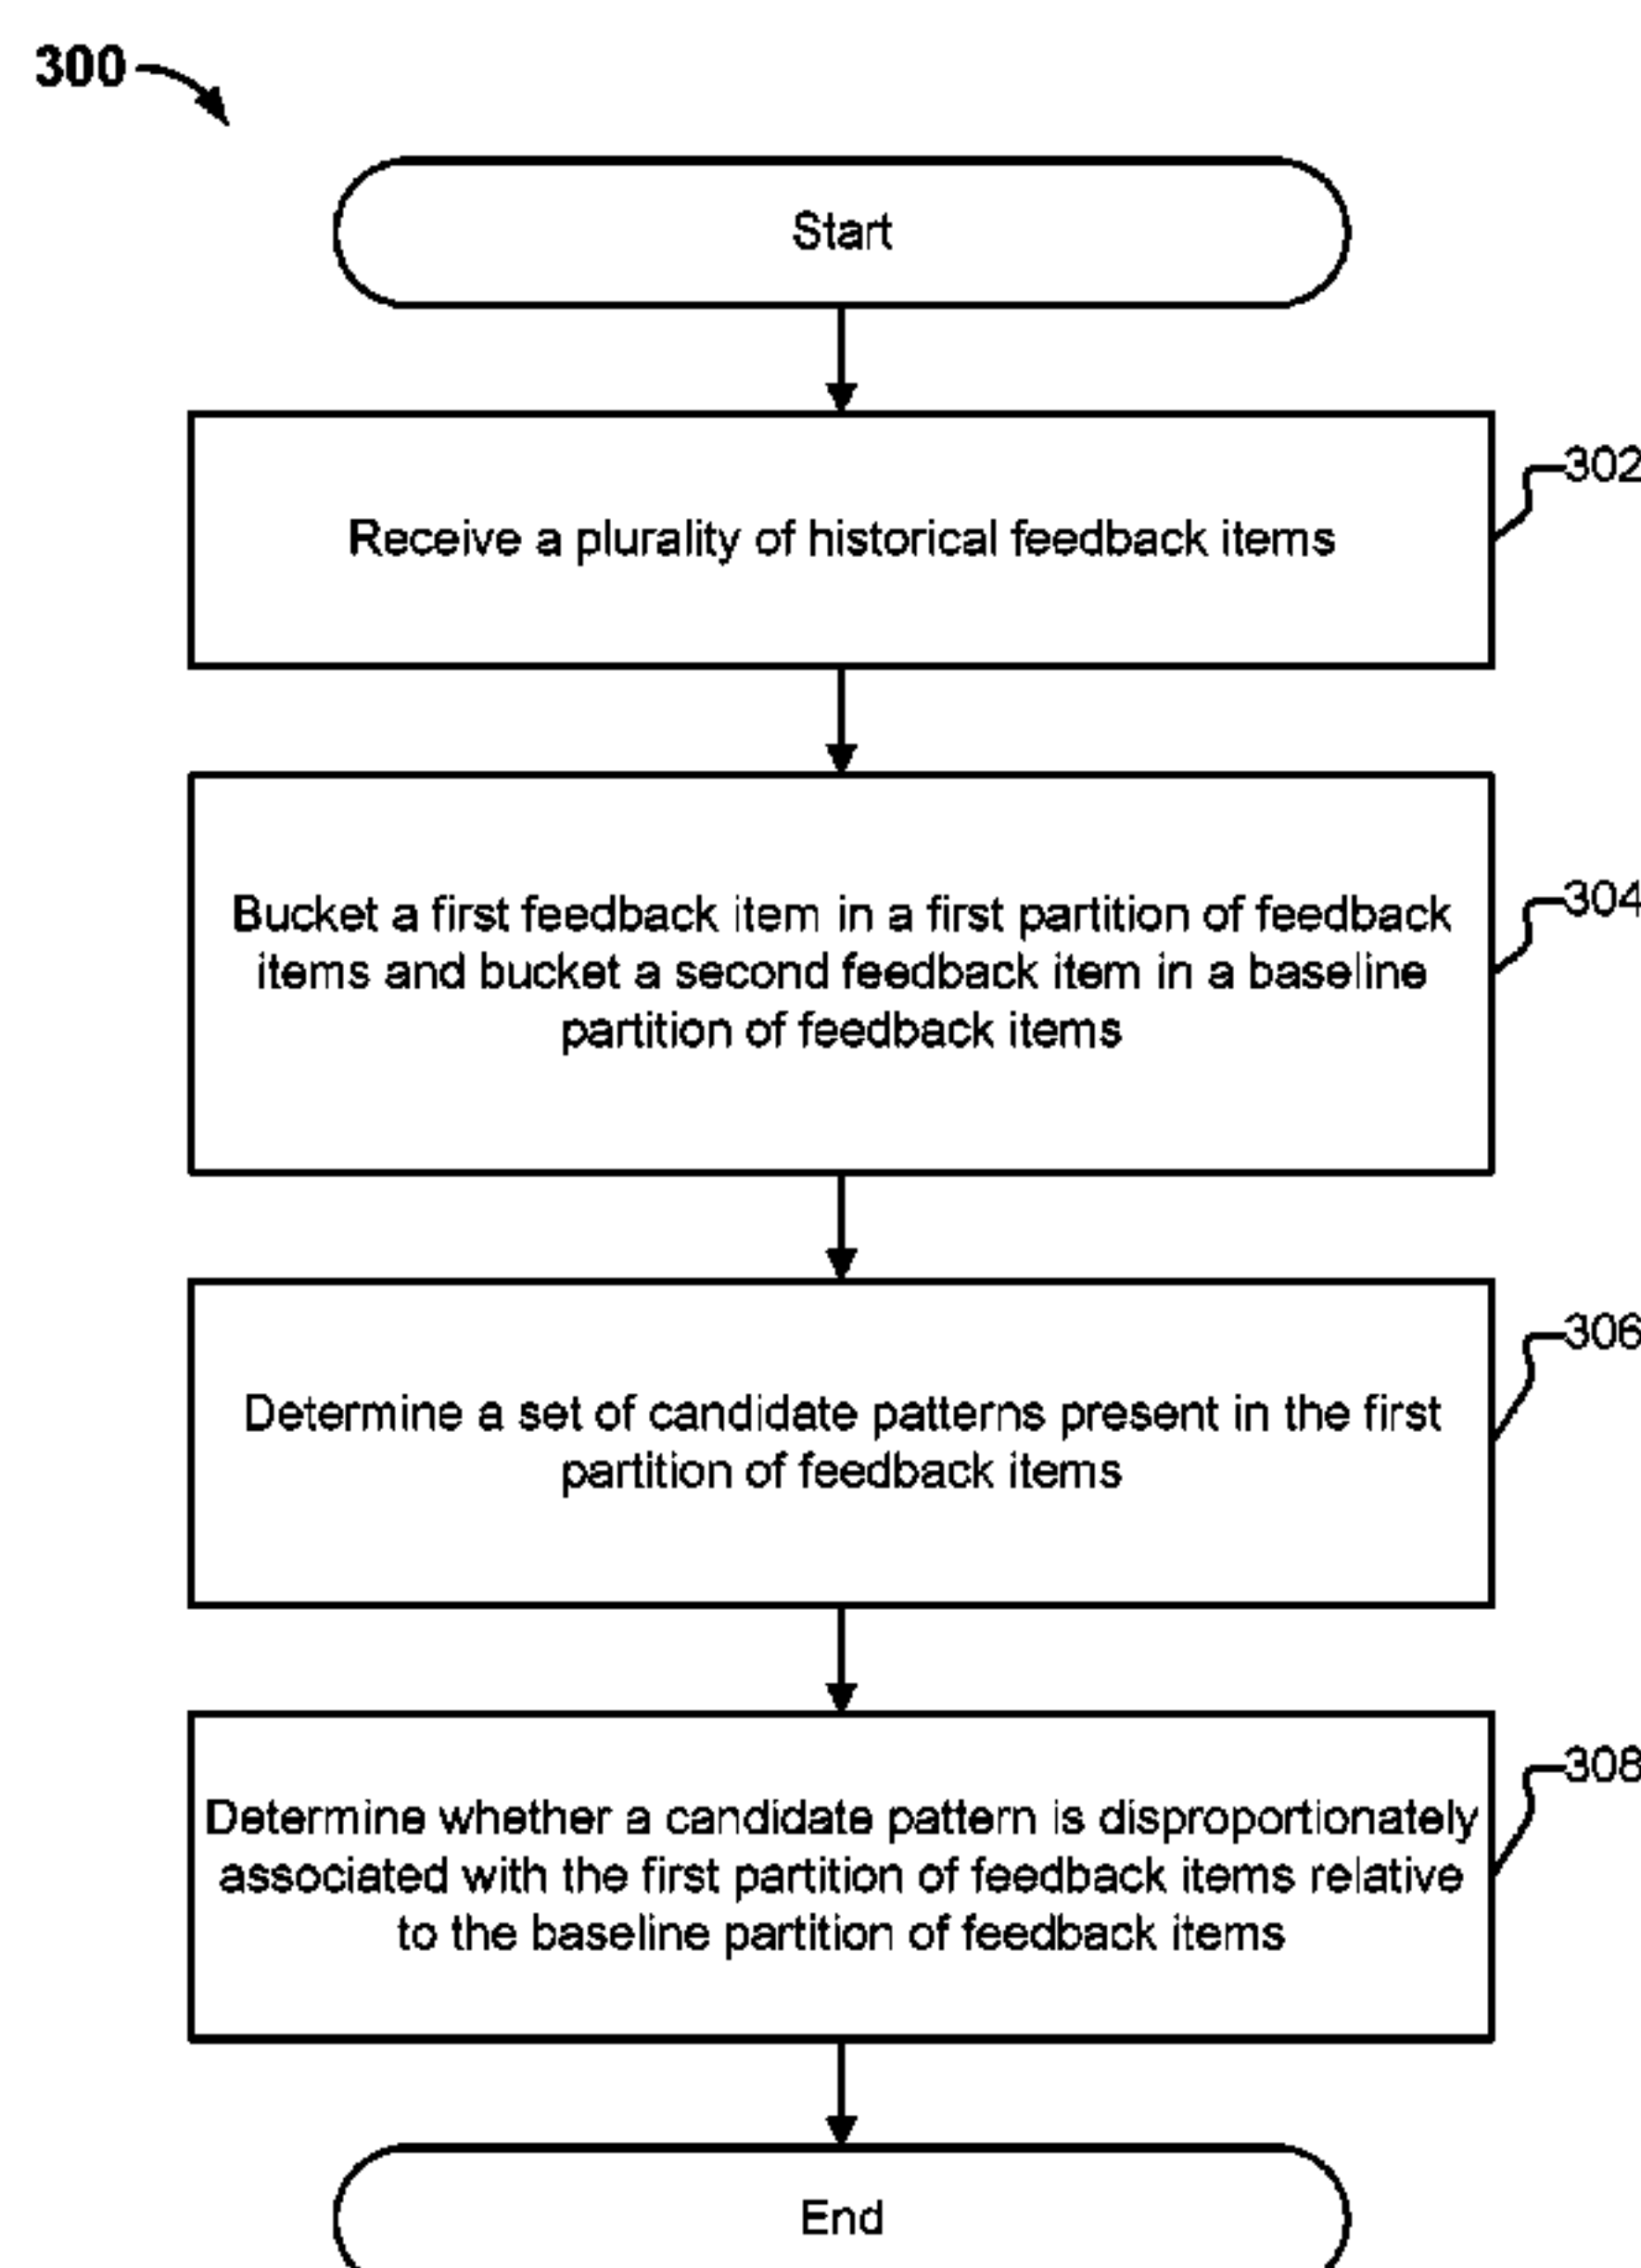 300
Start
302
Receive a plurality of historical feedback items
304
Bucket a first feedback item in a first partition of feedback
items and bucket a second feedback item in a baseline
partition of feedback items
306
Determine a set of candidate patterns present in the first
partition of feedback items
308
Determine whether a candidate pattern is disproportionately
associated with the first partition of feedback items relative
to the baseline partition of feedback items
End